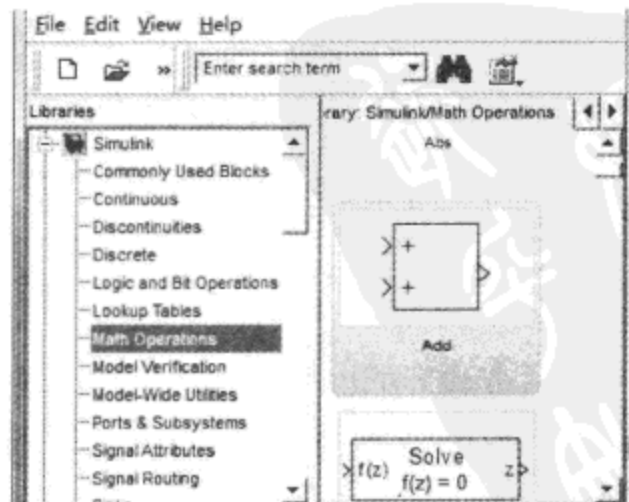 File Edit View Help
» Enter search term
Libraries
Simulink
Commonly Used Blocks
Continuous
Discontinuities
Discrete
Logic and Bit Operations
Lookup Tables
Math Operations
Model Verification
Model-Wide Utilities
Ports & Subsystems
Signal Attributes
Signal Routing
rary: Simulink/Math Operations
Abs
+
+
Add
f(z) Solve z
f(z) = 0